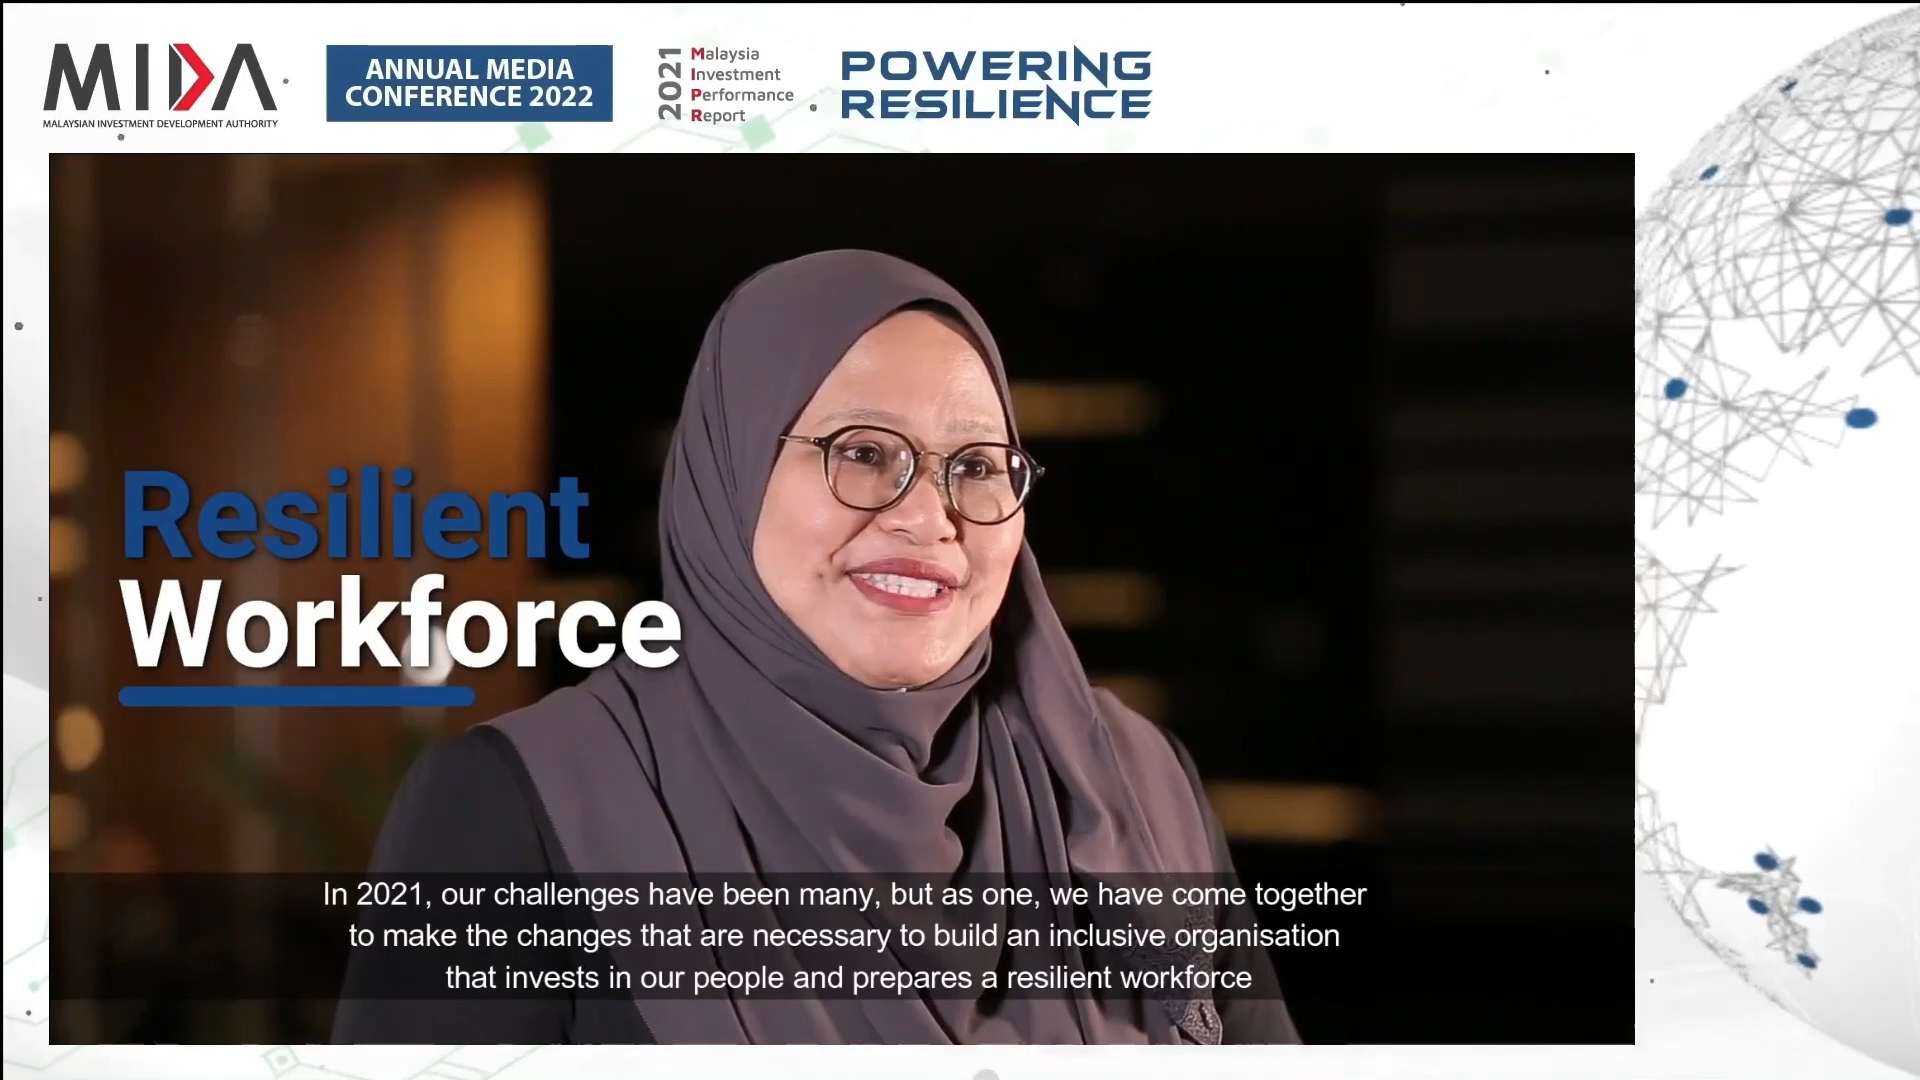 MIDA
MALAYSIAN INVESTMENT DEVELOPMENT AUTHORITY
ANNUAL MEDIA
CONFERENCE 2022
2021
Malaysia
Investment
Performance
Report
POWERING
RESILIENCE
Resilient
Workforce
In 2021, our challenges have been many, but as one, we have come together
to make the changes that are necessary to build an inclusive organisation
that invests in our people and prepares a resilient workforce